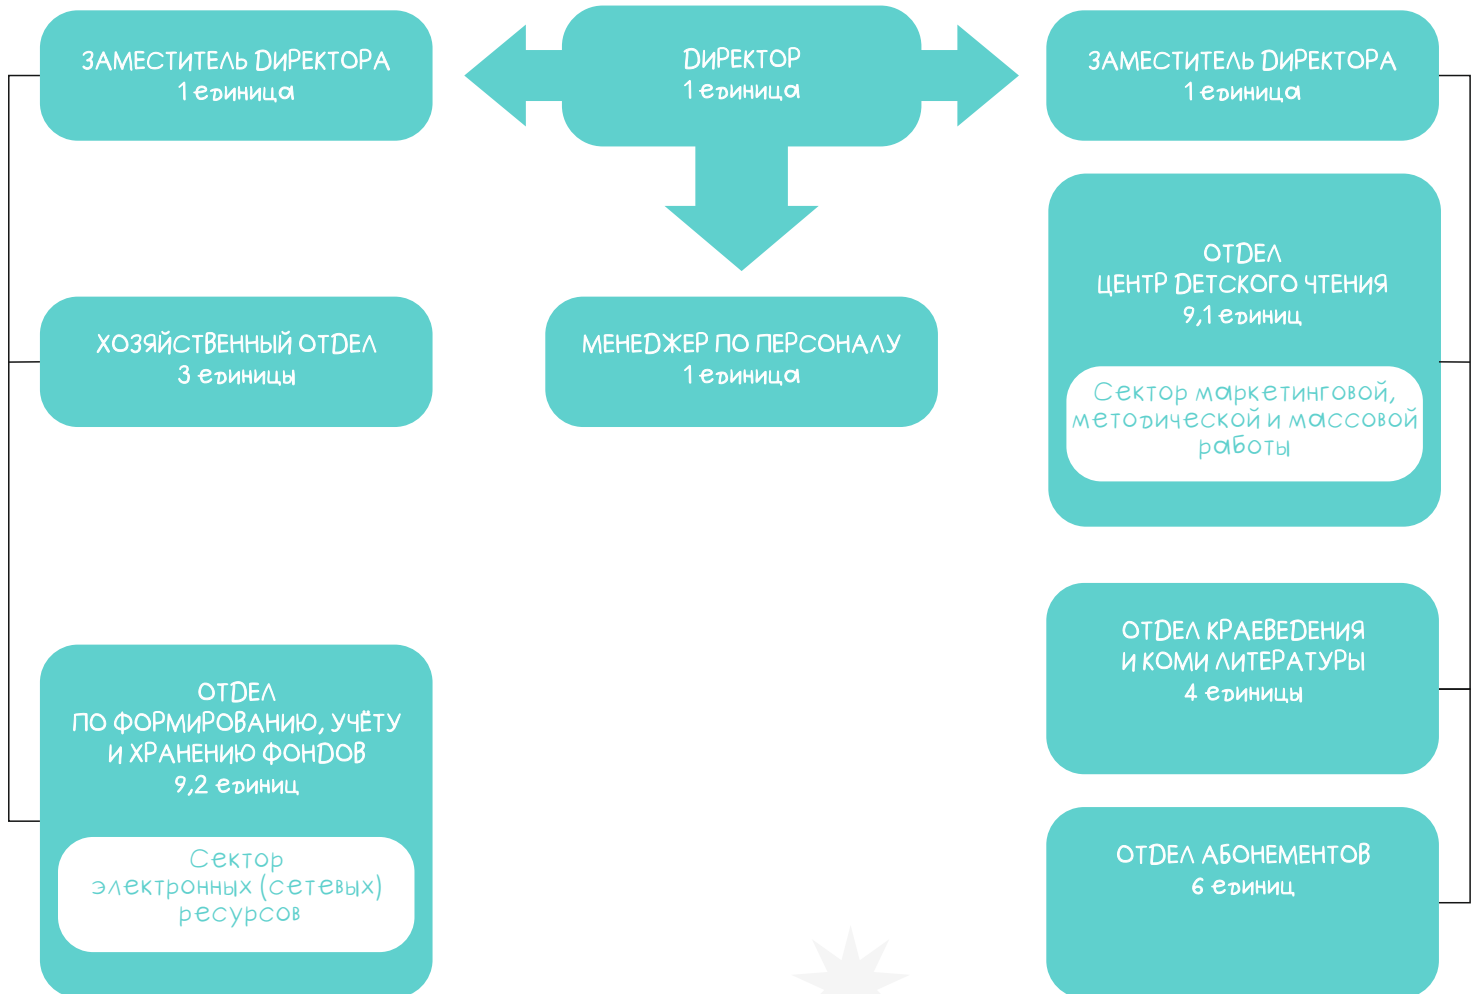 ЗАМЕСТИТЕЛЬ ДИРЕКТОРА
1 единица
ДИРЕКТОР
1 единица
ЗАМЕСТИТЕЛЬ ДИРЕКТОРА
1 единица
ХОЗЯЙСТВЕННЫЙ ОТДЕЛ
3 единицы
МЕНЕДЖЕР ПО ПЕРСОНАЛУ
1 единица
ОТДЕЛ
ЦЕНТР ДЕТСКОГО ЧТЕНИЯ
9,1 единиц
Сектор маркетинговой,
методической и массовой
работы
ОТДЕЛ
ПО ФОРМИРОВАНИЮ, УЧЁТУ
И ХРАНЕНИЮ ФОНДОВ
9,2 единиц
Сектор
электронных (сетевых)
ресурсов
ОТДЕЛ КРАЕВЕДЕНИЯ
И КОМИ ЛИТЕРАТУРЫ
4 единицы
ОТДЕЛ АБОНЕМЕНТОВ
6 единиц